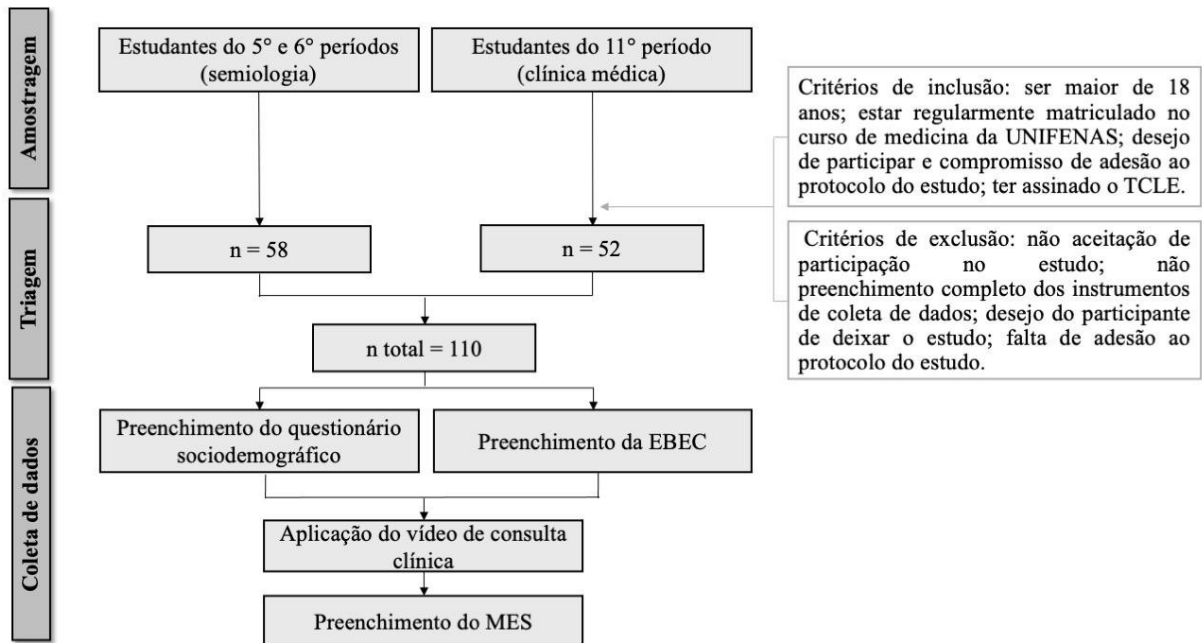 Amostragem
Estudantes do 5° e 6° períodos
(semiologia)
Estudantes do 11° período
(clínica médica)
Critérios de inclusão: ser maior de 18
anos; estar regularmente matriculado no
curso de medicina da UNIFENAS; desejo
de participar e compromisso de adesão ao
protocolo do estudo; ter assinado o TCLE.
Triagem
n = 58
n = 52
Critérios de exclusão: não aceitação de
participação no estudo; não
preenchimento completo dos instrumentos
de coleta de dados; desejo do participante
de deixar o estudo; falta de adesão ao
protocolo do estudo.
n total = 110
Coleta de dados
Preenchimento do questionário
sociodemográfico
Preenchimento da EBEC
Aplicação do vídeo de consulta
clínica
Preenchimento do MES